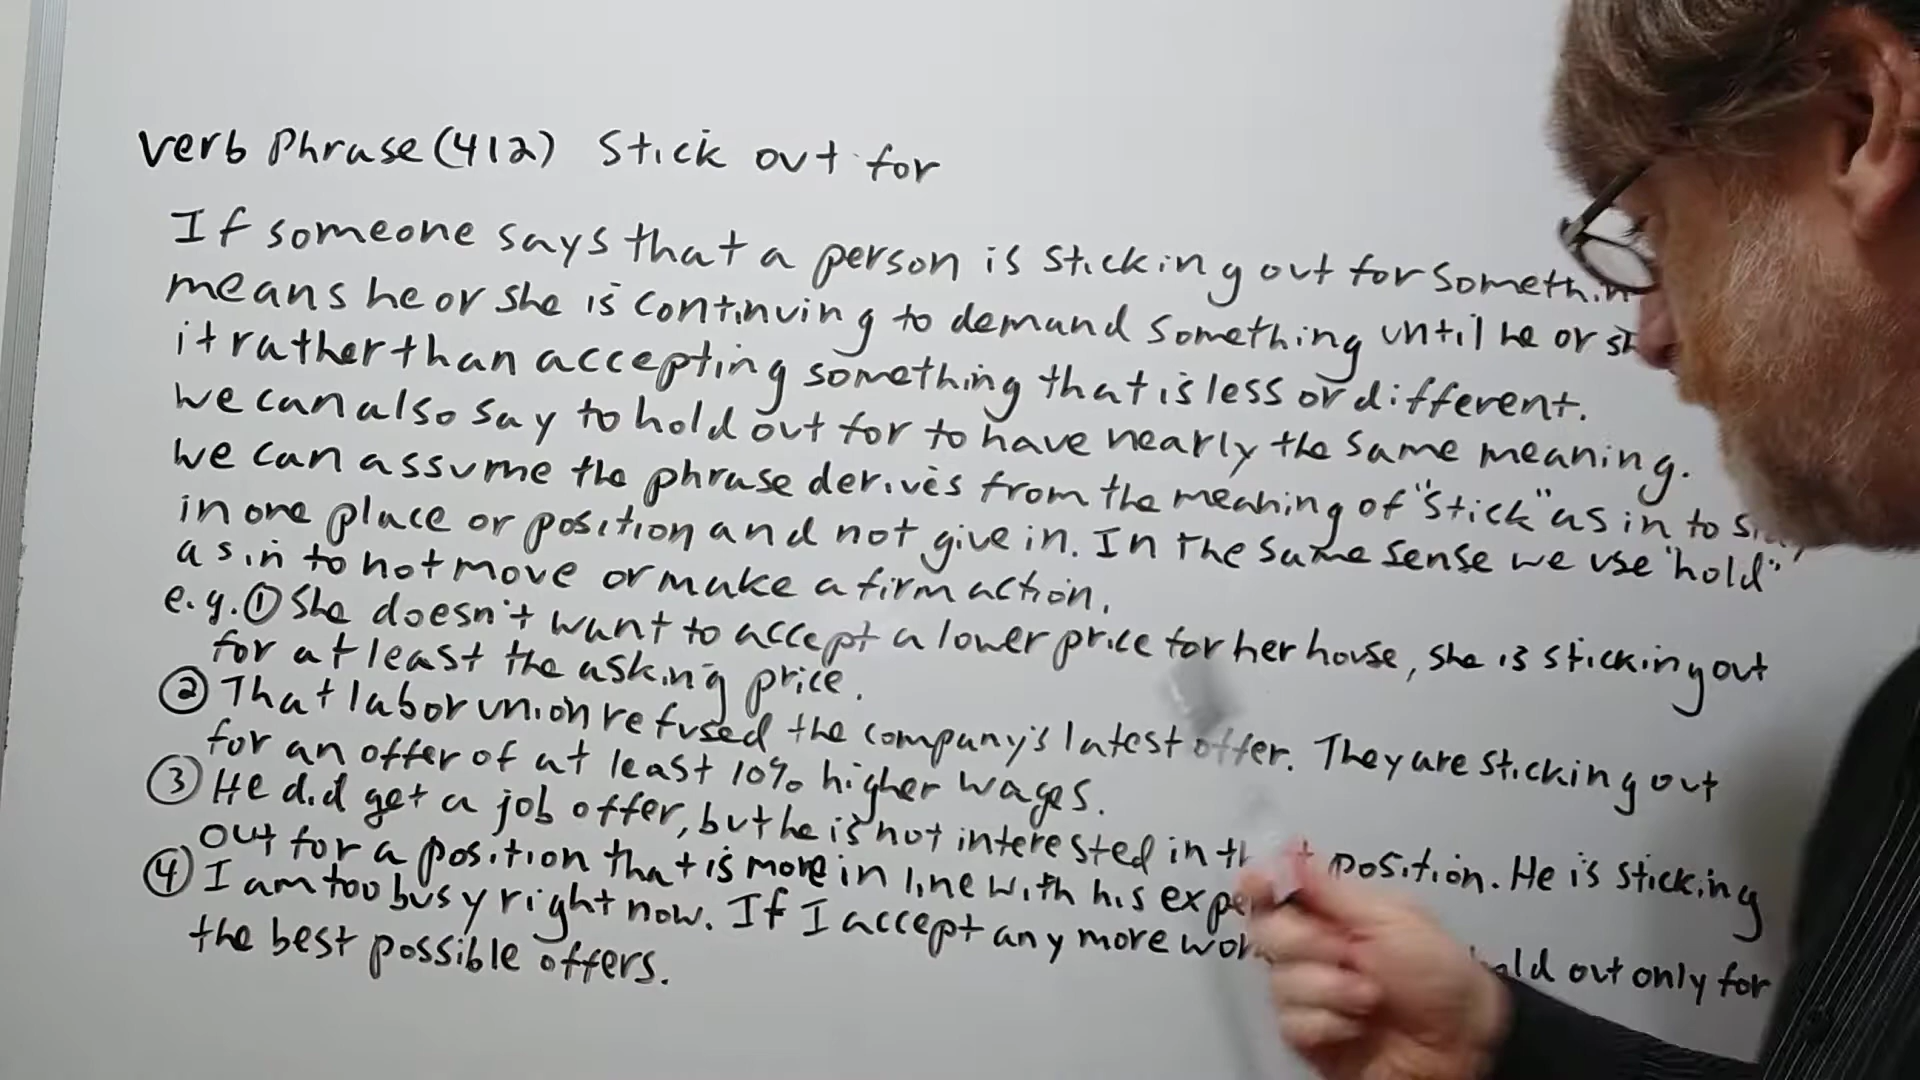 Verb Phrase (412) Stick out for
If someone says that a person is sticking out for
means he or she is continuing to demand something until he or
it rather than accepting something that is less or different.
we can also say to hold out for to have nearly the same meaning.
we can assume the phrase derives from the meaning of "stick" as in to
in one place or position and not give in. In the same sense we use "hold"
as in to not move or make a firm action.
e.g. ① She doesn't want to accept a lower price for her house, she is sticking out
for at least the asking price.
② That labor union refused the company's latest offer. They are sticking out
for an offer of at least 10% higher wages.
③ He did get a job offer, but he is not interested in position. He is sticking
out for a position that is more in line with his
④ I am too busy right now. If I accept any more out only for
the best possible offers.